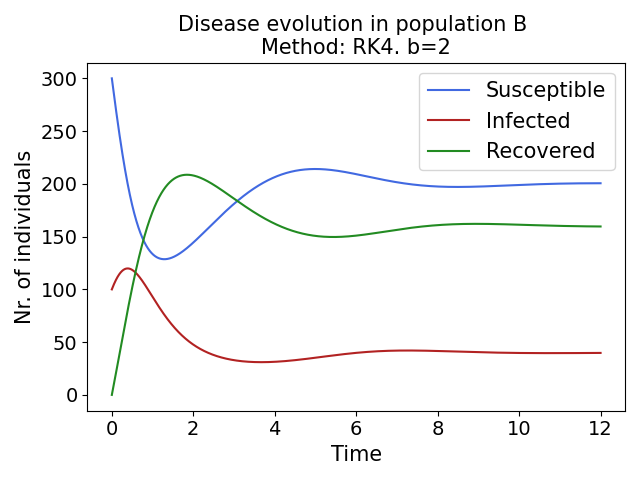 Disease evolution in population B
Method: RK4. b=2
Susceptible
Infected
Recovered
Nr. of individuals
300
250
200
150
100
50
0
0 2 4 6 8 10 12
Time